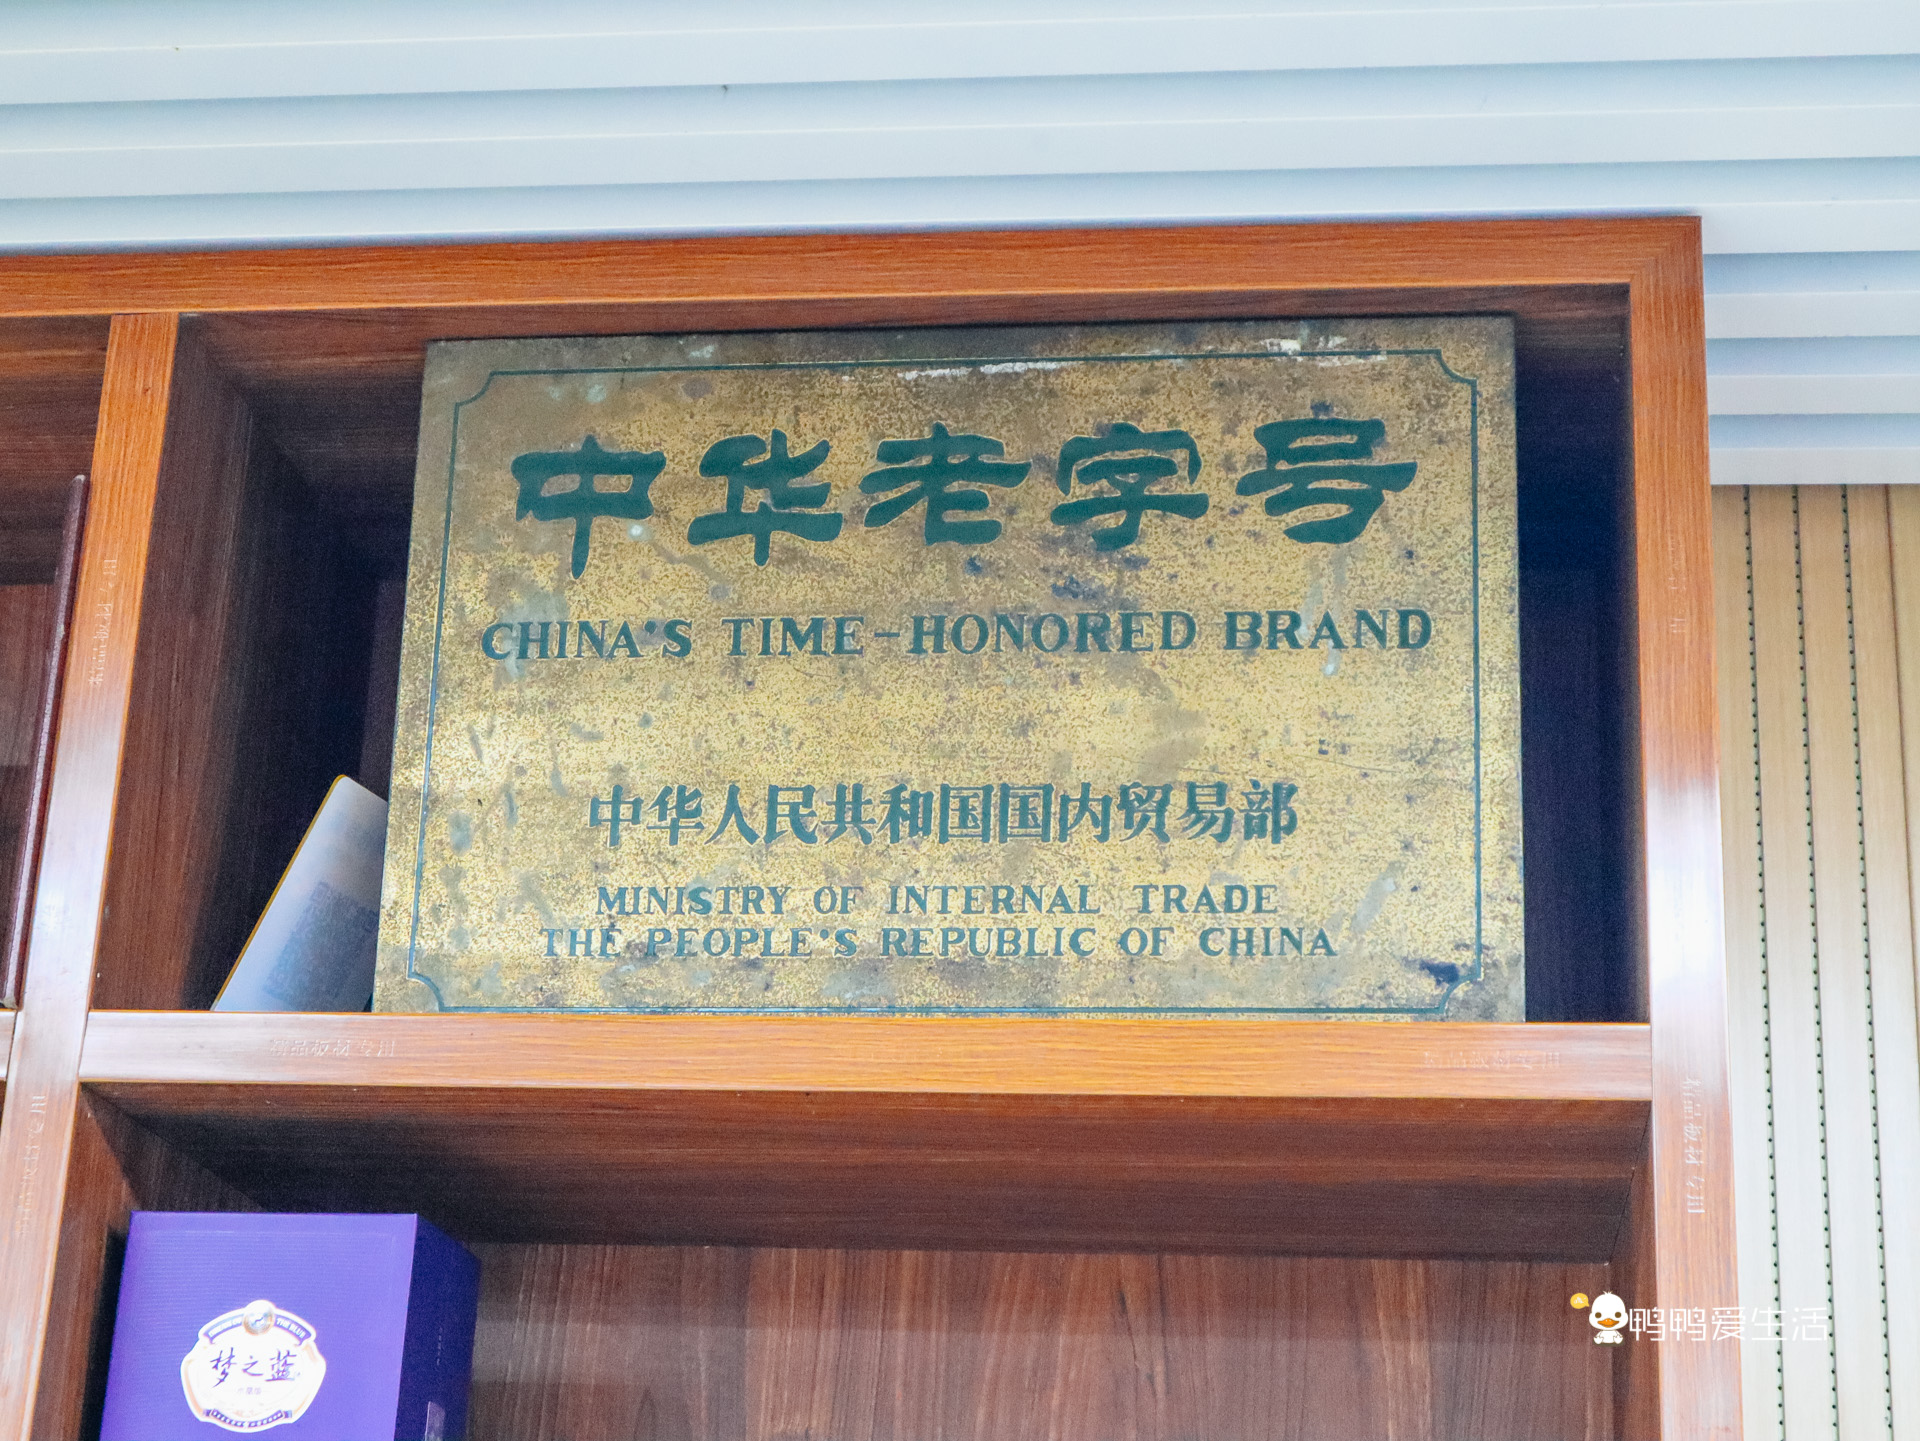 中华老字号
CHINA'S TIME-HONORED BRAND
中华人民共和国国内贸易部
MINISTRY OF INTERNAL TRADE
THE PEOPLE'S REPUBLIC OF CHINA
梦之蓝
鸭鸭爱生活